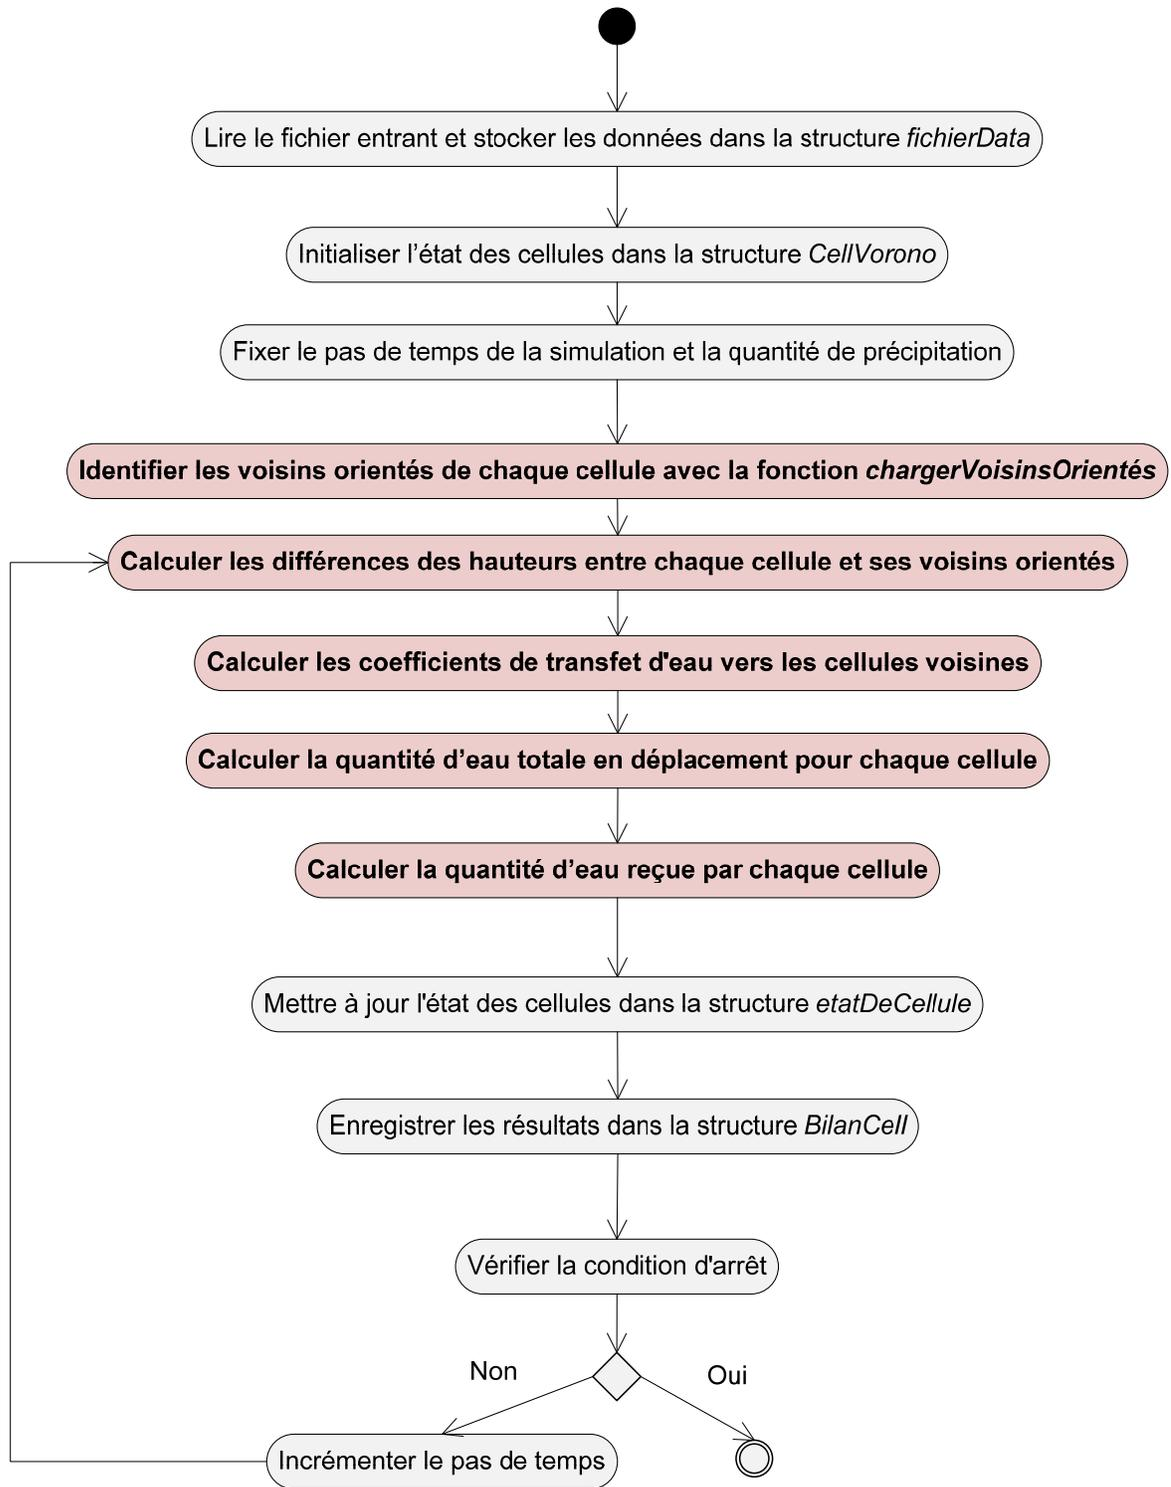 Lire le fichier entrant et stocker les données dans la structure fichierData
Initialiser l’état des cellules dans la structure CellVorono
Fixer le pas de temps de la simulation et la quantité de précipitation
Identifier les voisins orientés de chaque cellule avec la fonction chargerVoisinsOrientés
Calculer les différences des hauteurs entre chaque cellule et ses voisins orientés
Calculer les coefficients de transfet d'eau vers les cellules voisines
Calculer la quantité d’eau totale en déplacement pour chaque cellule
Calculer la quantité d’eau reçue par chaque cellule
Mettre à jour l'état des cellules dans la structure etatDeCellule
Enregistrer les résultats dans la structure BilanCell
Vérifier la condition d'arrêt
Non
Oui
Incrémenter le pas de temps